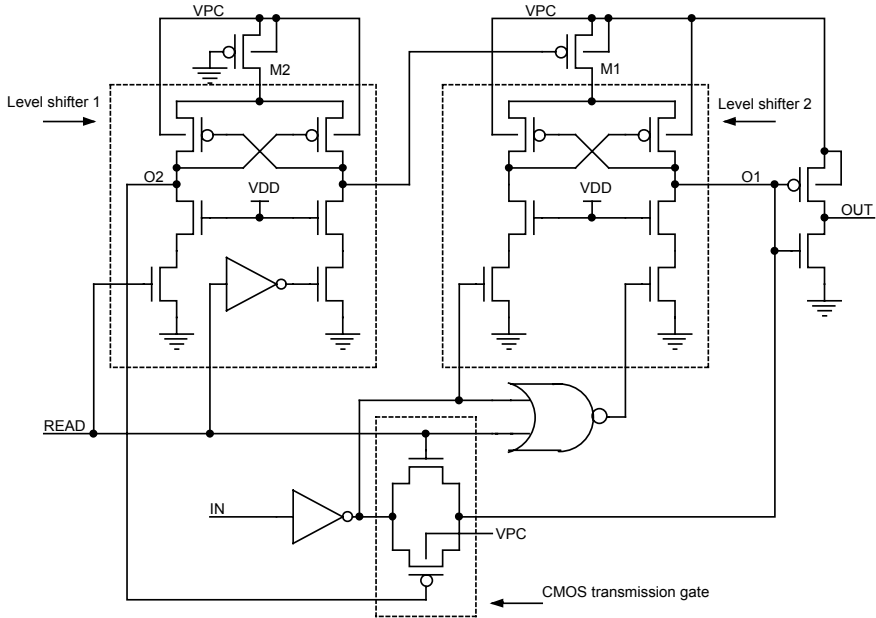 VPC
VPC
M2
M1
Level shifter 1
Level shifter 2
O2
VDD
VDD
O1
OUT
READ
IN
VPC
CMOS transmission gate